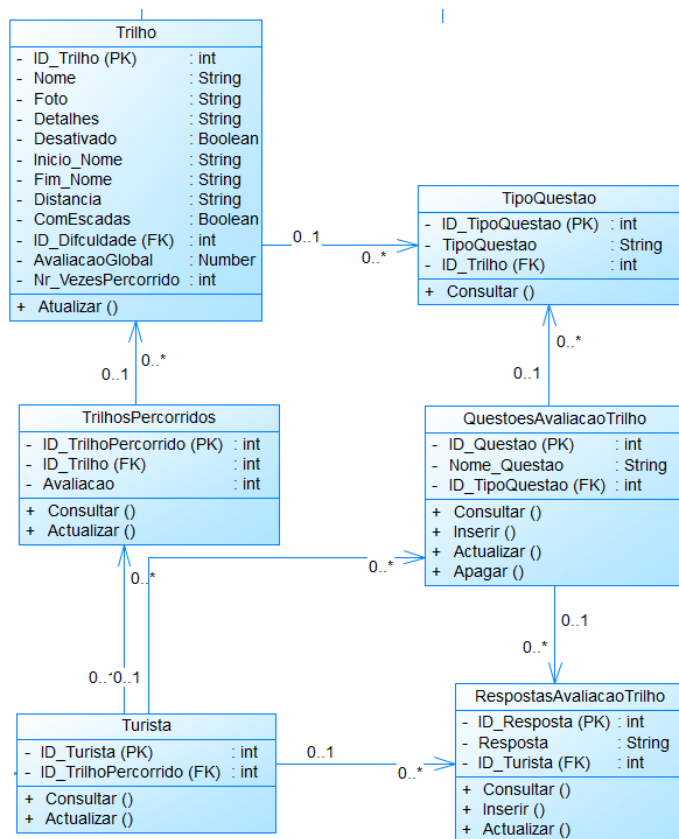 Trilho
- ID_Trilho (PK) : int
- Nome : String
- Foto : String
- Detalhes : String
- Desativado : Boolean
- Inicio_Nome : String
- Fim_Nome : String
- Distancia : String
- ComEscadas : Boolean
- ID_Difculdade (FK) : int
- AvaliacaoGlobal : Number
- Nr_VezesPercorrido : int
+ Atualizar ()
0..1
0..*
TipoQuestao
- ID_TipoQuestao (PK) : int
- TipoQuestao : String
- ID_Trilho (FK) : int
+ Consultar ()
0..*
0..1
0..*
0..1
TrilhosPercorridos
- ID_TrilhoPercorrido (PK) : int
- ID_Trilho (FK) : int
- Avaliacao : int
+ Consultar ()
+ Actualizar ()
QuestoesAvaliacaoTrilho
- ID_Questao (PK) : int
- Nome_Questao : String
- ID_TipoQuestao (FK) : int
+ Consultar ()
+ Inserir ()
+ Actualizar ()
+ Apagar ()
0..*
0..*
0..1
0..*
0..*0..1
Turista
- ID_Turista (PK) : int
- ID_TrilhoPercorrido (FK) : int
+ Consultar ()
+ Actualizar ()
0..1
0..*
RespostasAvaliacaoTrilho
- ID_Resposta (PK) : int
- Resposta : String
- ID_Turista (FK) : int
+ Consultar ()
+ Inserir ()
+ Actualizar ()